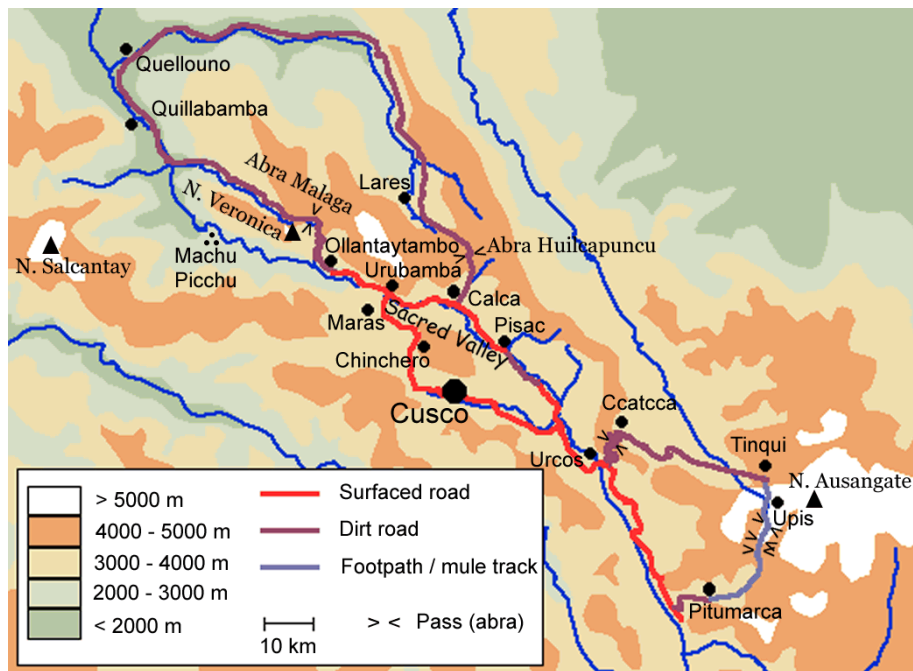 Quellouno
Quillabamba
Abra Malaga
N. Veronica
Lares
Abra Huilcapuncu
N. Salcantay
Machu
Picchu
Ollantaytambo
Urubamba
Calca
Maras
Sacred Valley
Pisac
Chinchero
Cusco
Ccatcca
Urcos
Tinqui
N. Ausangate
Upis
Pitumarca
> 5000 m
4000 - 5000 m
3000 - 4000 m
2000 - 3000 m
< 2000 m
Surfaced road
Dirt road
Footpath / mule track
10 km
> < Pass (abra)